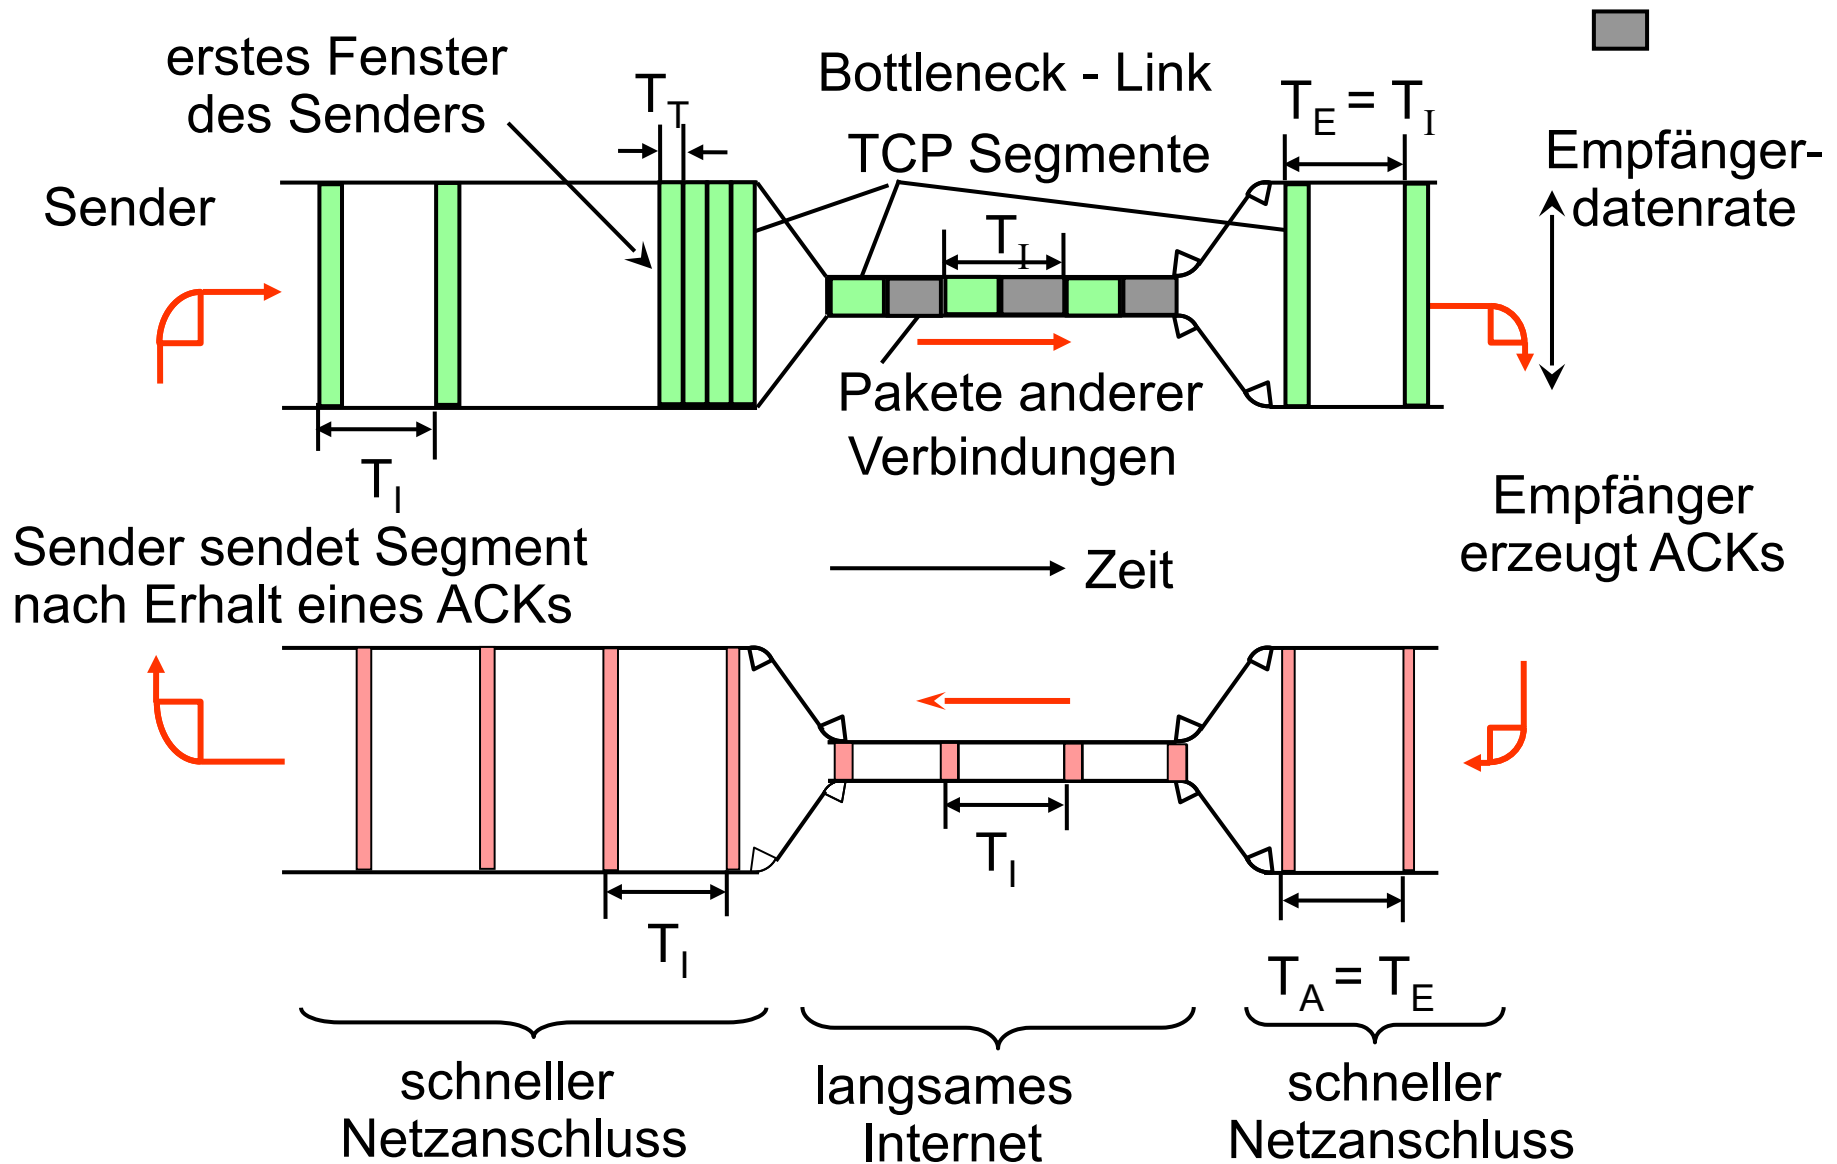 erstes Fenster
des Senders
T_T
Bottleneck - Link
T_E = T_I
TCP Segmente
Empfänger-
datenrate
Sender
T_I
Pakete anderer
Verbindungen
T_I
Sender sendet Segment
nach Erhalt eines ACKs
Zeit
Empfänger
erzeugt ACKs
T_I
T_I
T_A = T_E
schneller
Netzanschluss
langsames
Internet
schneller
Netzanschluss